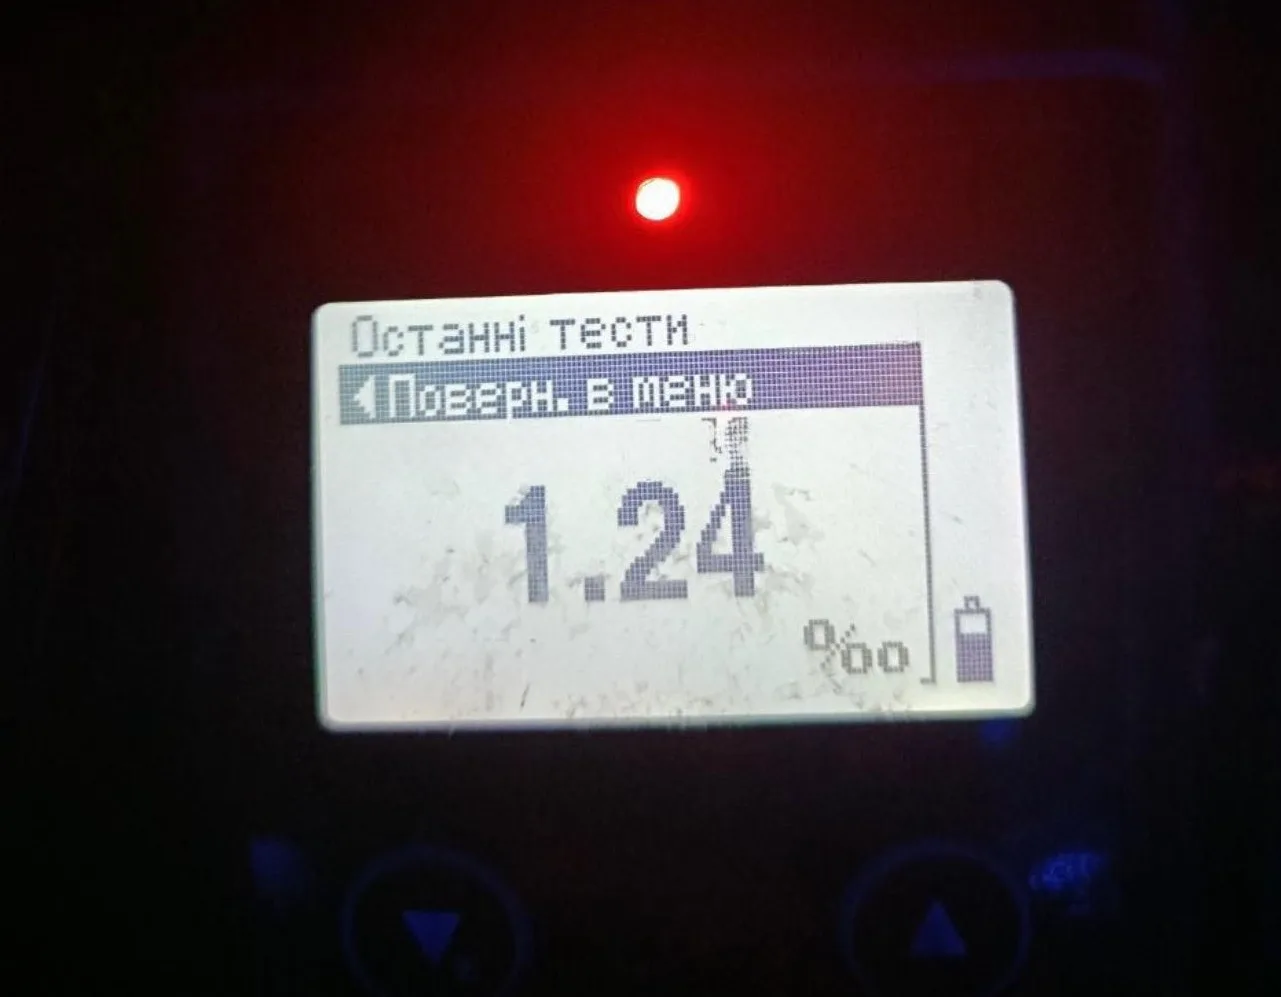 Останні тести
Поверн. в меню
1.24
‰